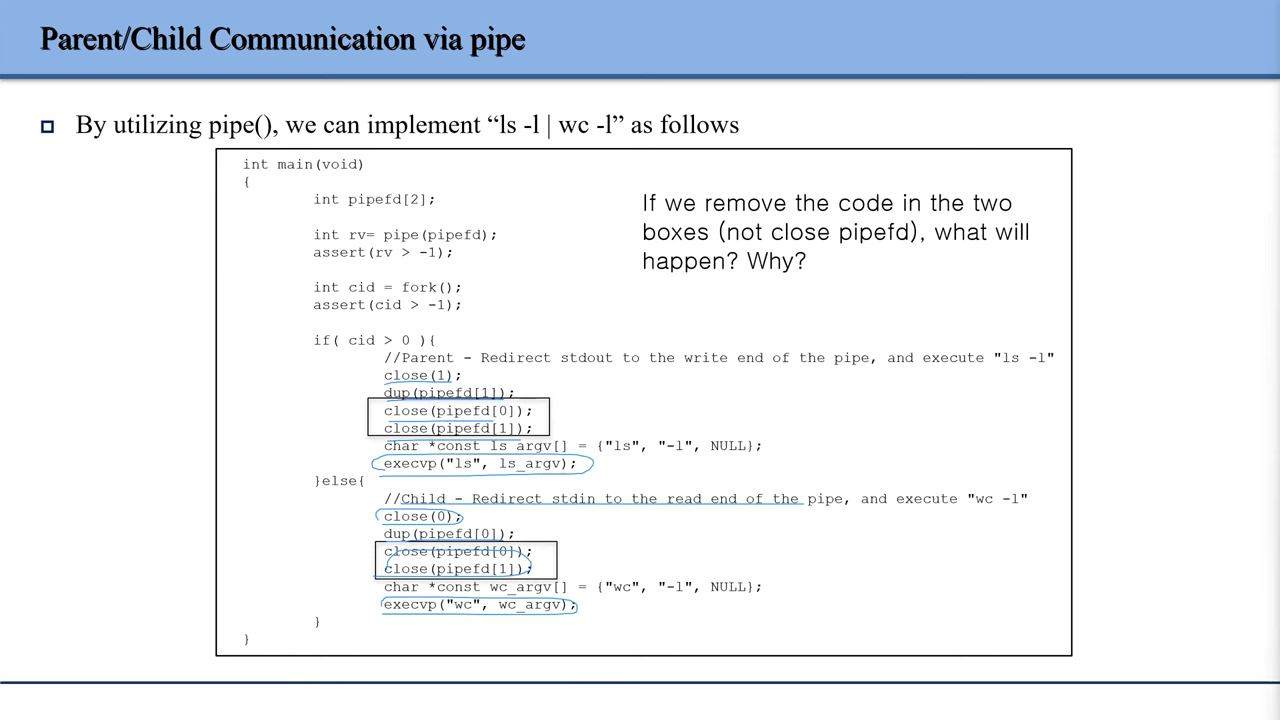 Parent/Child Communication via pipe
By utilizing pipe(), we can implement “ls -l | wc -l” as follows
int main(void)
{
int pipefd[2];
int rv= pipe(pipefd);
assert(rv > -1);
int cid = fork();
assert(cid > -1);
if( cid > 0 ){
//Parent - Redirect stdout to the write end of the pipe, and execute "ls -l"
close(1);
dup(pipefd[1]);
close(pipefd[0]);
close(pipefd[1]);
char *const ls_argv[] = {"ls", "-l", NULL};
execvp("ls", ls_argv);
}else{
//Child - Redirect stdin to the read end of the pipe, and execute "wc -l"
close(0);
dup(pipefd[0]);
close(pipefd[0]);
close(pipefd[1]);
char *const wc_argv[] = {"wc", "-l", NULL};
execvp("wc", wc_argv);
}
}
If we remove the code in the two
boxes (not close pipefd), what will
happen? Why?